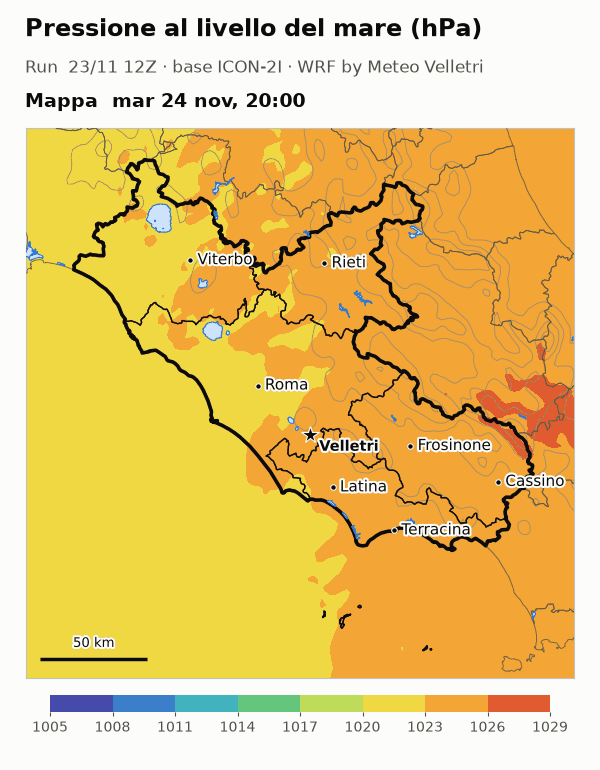 Pressione al livello del mare (hPa)
Run  23/11 12Z · base ICON-2I · WRF by Meteo Velletri
Mappa  mar 24 nov, 20:00
Viterbo
Rieti
Roma
Velletri
Frosinone
Latina
Cassino
Terracina
50 km
1005 1008 1011 1014 1017 1020 1023 1026 1029